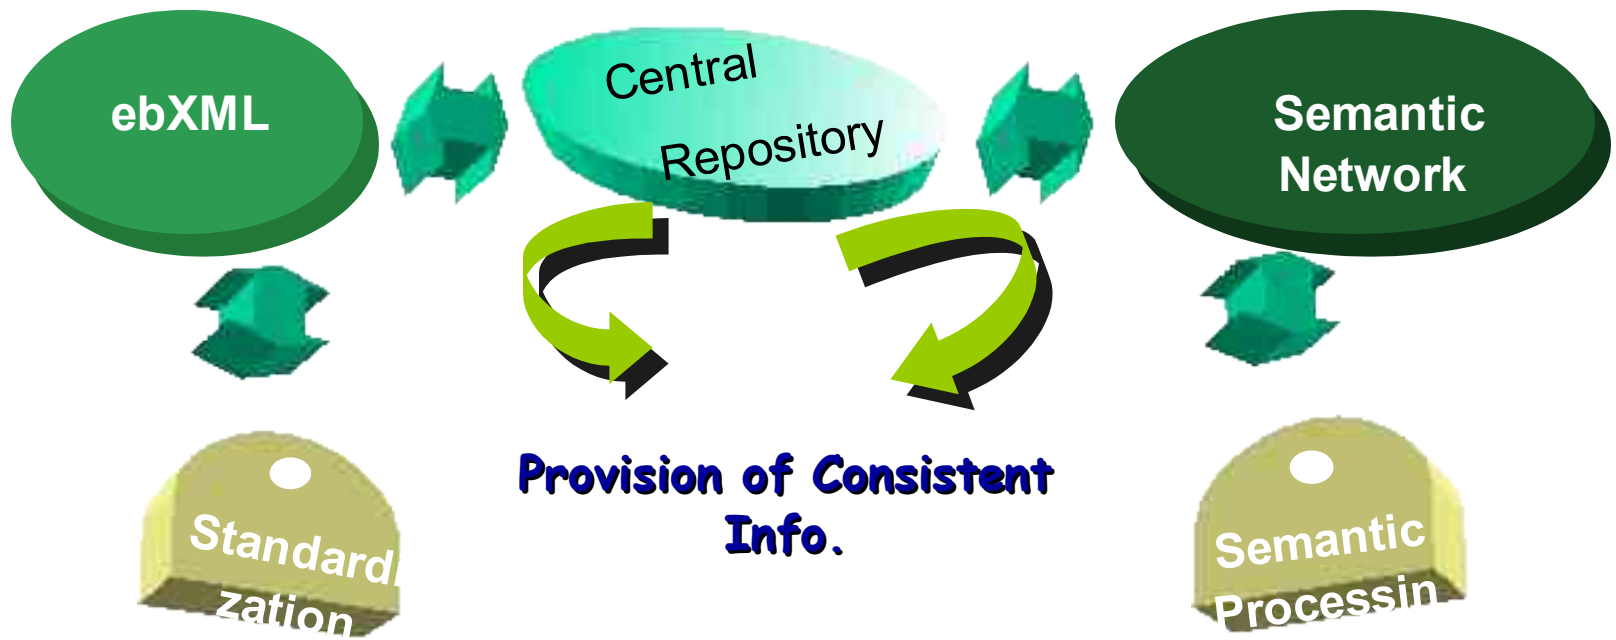 ebXML
Central
Repository
Semantic
Network
Provision of Consistent
Info.
Standardi
zation
Semantic
Processin